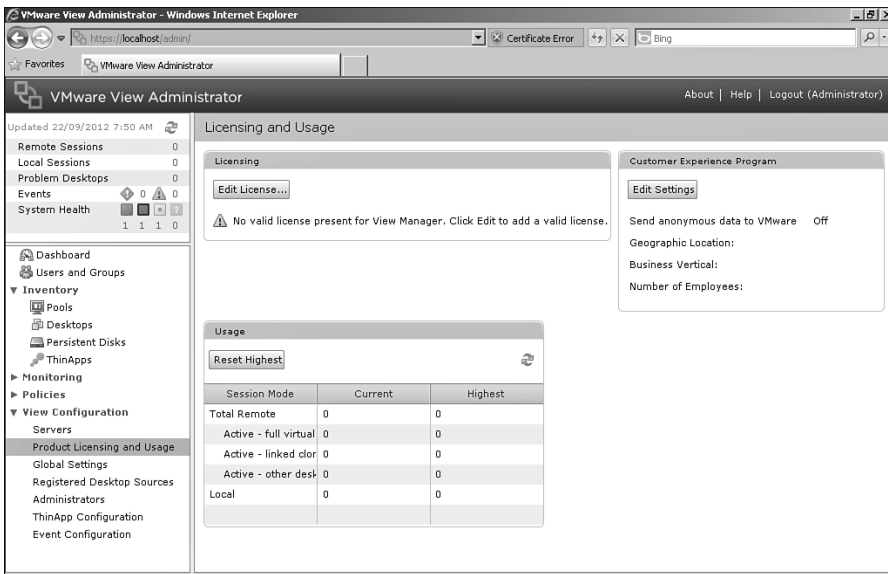 VMware View Administrator - Windows Internet Explorer
https://localhost/admin/
Certificate Error
Bing
Favorites
VMware View Administrator
VMware View Administrator
About | Help | Logout (Administrator)
Updated 22/09/2012 7:50 AM
Remote Sessions 0
Local Sessions 0
Problem Desktops 0
Events 0 0
System Health
1 1 1 0
Dashboard
Users and Groups
Inventory
Pools
Desktops
Persistent Disks
ThinApps
Monitoring
Policies
View Configuration
Servers
Product Licensing and Usage
Global Settings
Registered Desktop Sources
Administrators
ThinApp Configuration
Event Configuration
Licensing and Usage
Licensing
Edit License...
No valid license present for View Manager. Click Edit to add a valid license.
Customer Experience Program
Edit Settings
Send anonymous data to VMware Off
Geographic Location:
Business Vertical:
Number of Employees:
Usage
Reset Highest
Session Mode Current Highest
Total Remote 0 0
Active - full virtual 0 0
Active - linked clor 0 0
Active - other desk 0 0
Local 0 0